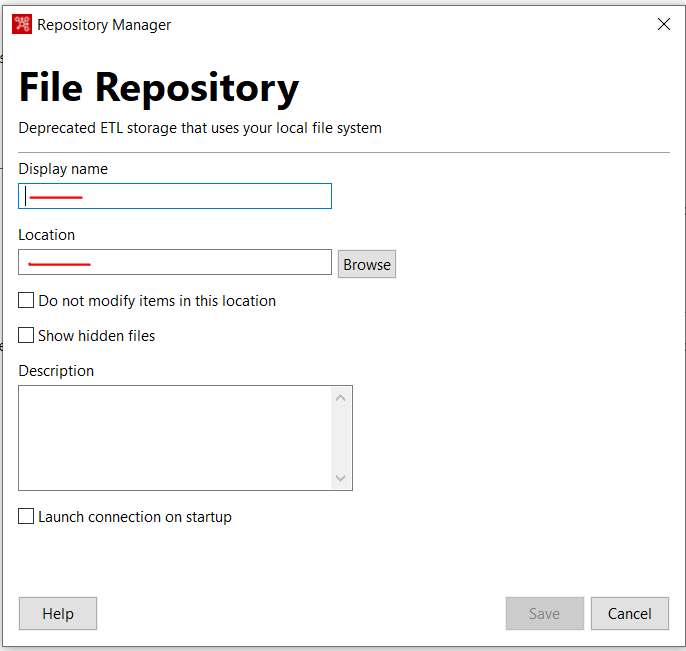 Repository Manager
File Repository
Deprecated ETL storage that uses your local file system
Display name
Location
Browse
Do not modify items in this location
Show hidden files
Description
Launch connection on startup
Help Save Cancel